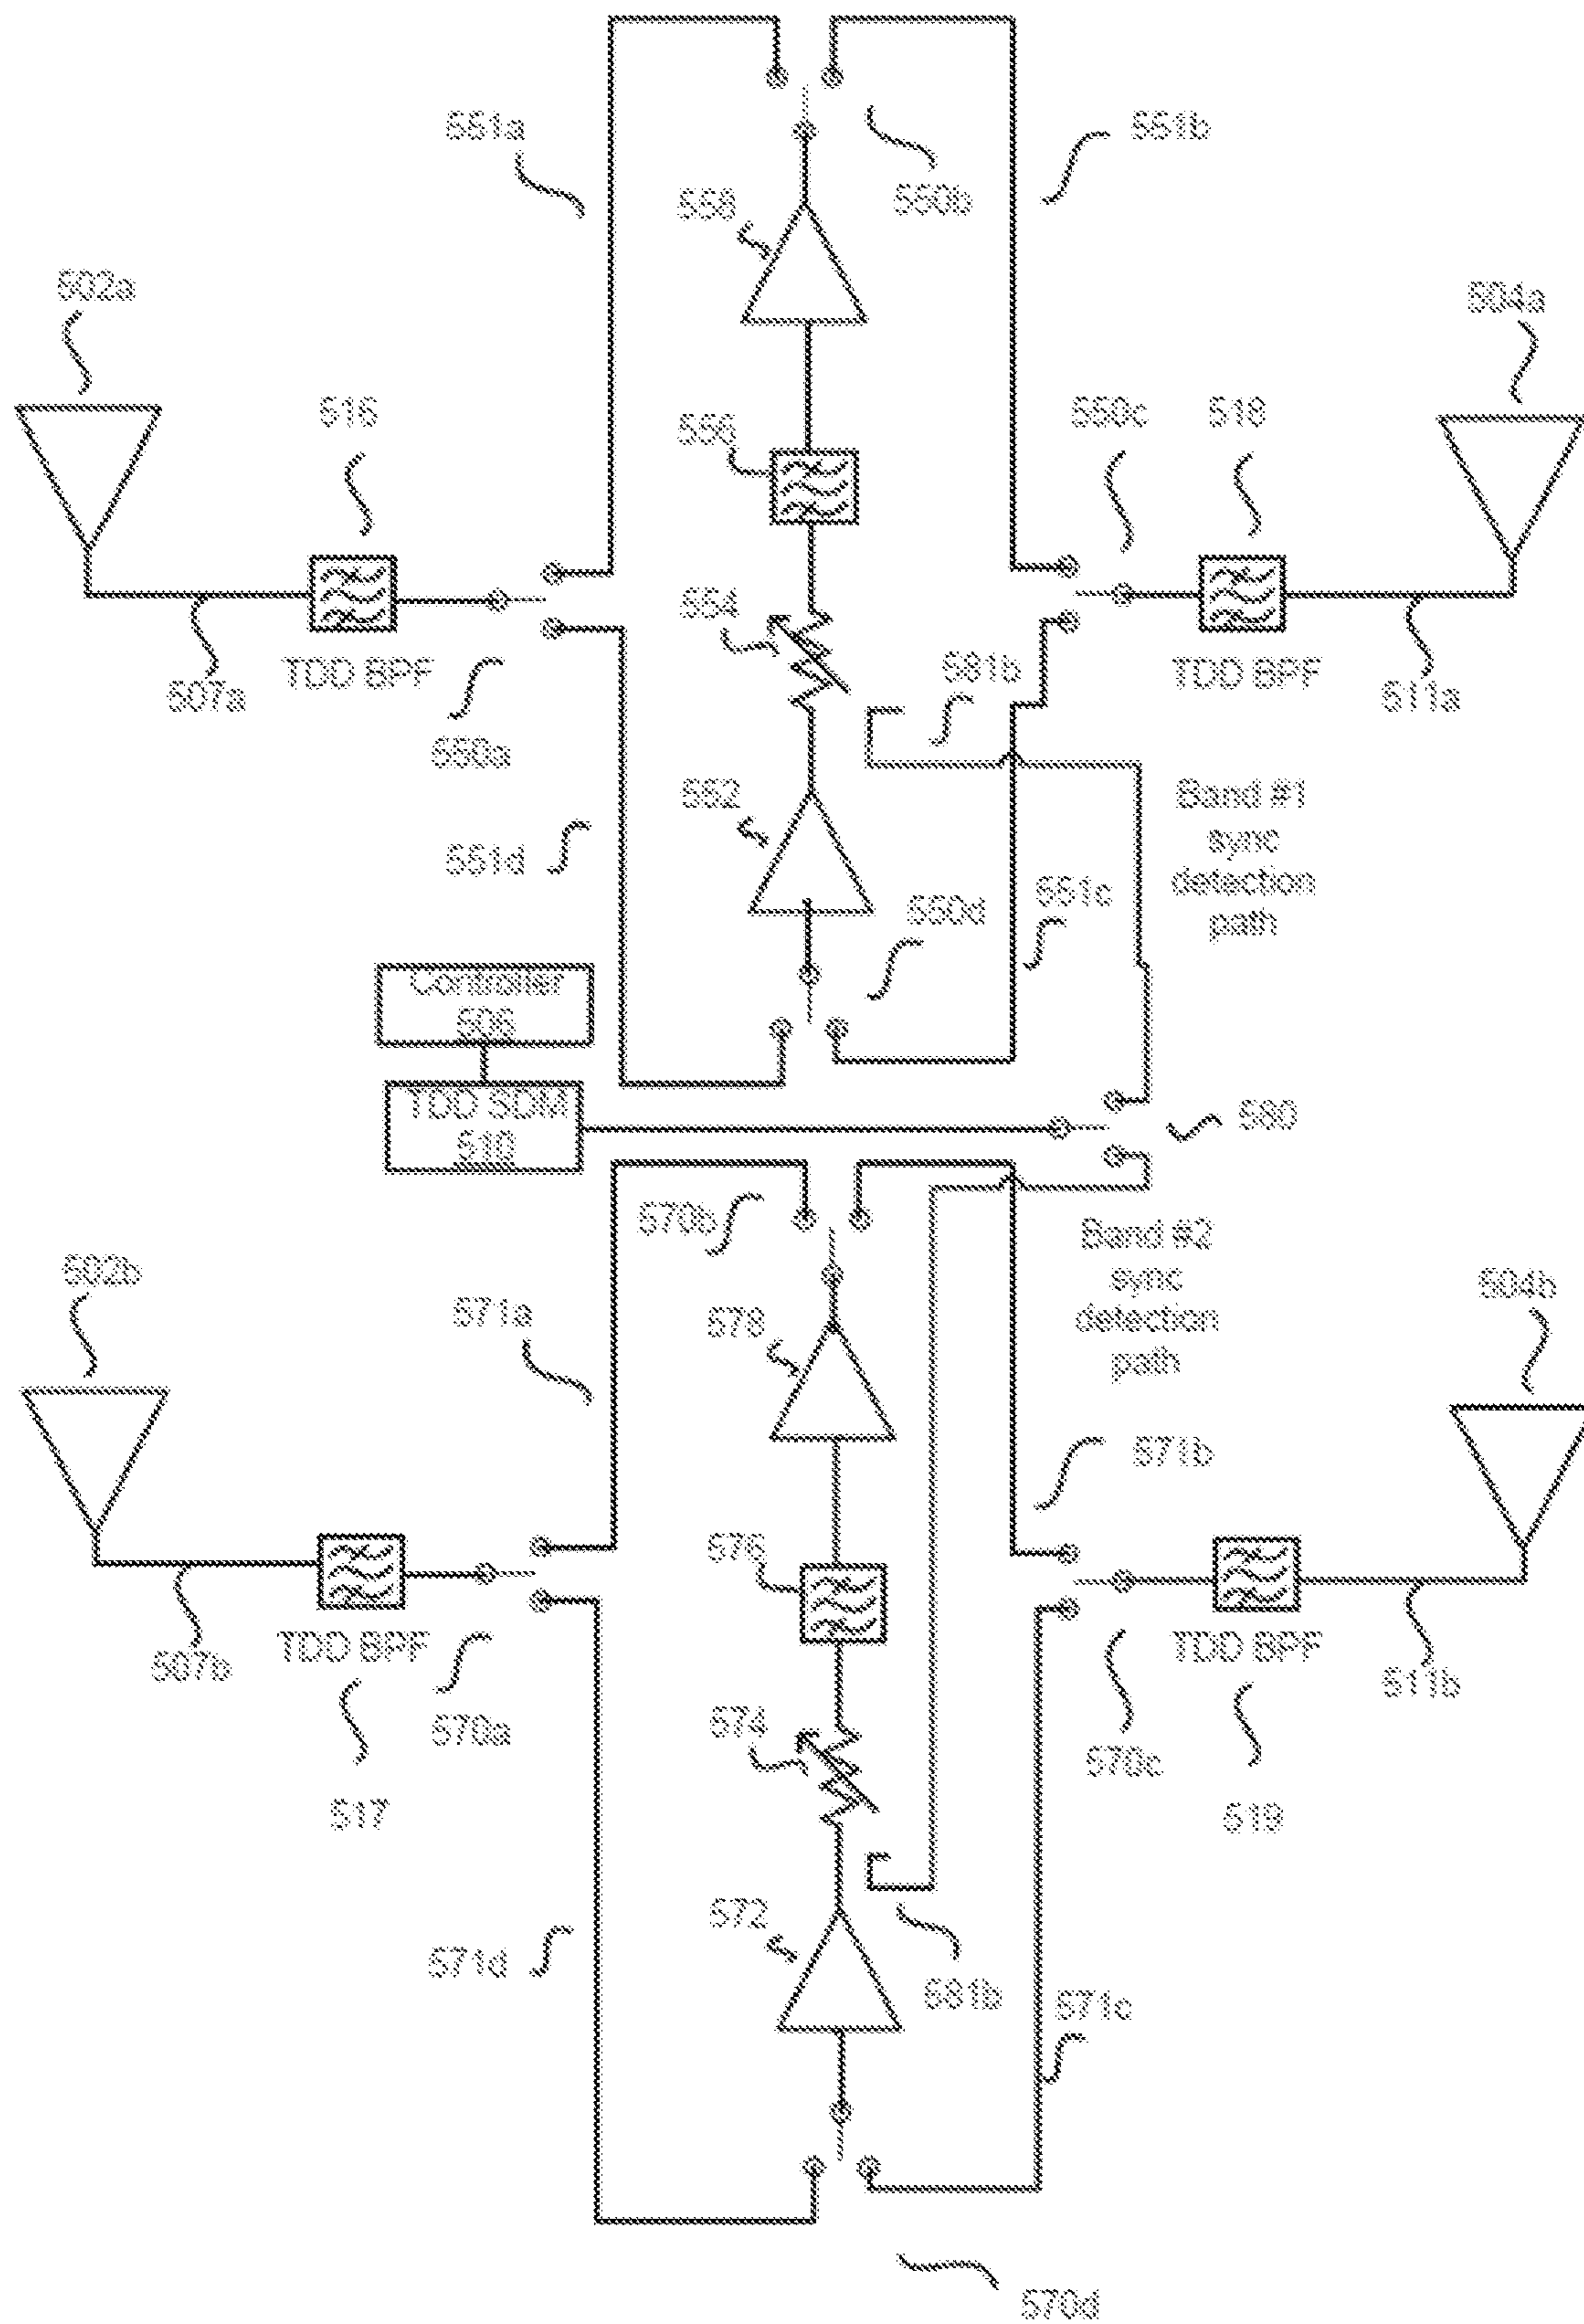 551a
551b
550b
558
502a
504a
516
550c
518
556
554
581b
507a
TDD BPF
TDD BPF
511a
550a
552
Band #1
sync
detection
path
551d
550d
551c
Controller
506
TDD SDM
510
580
570b
Band #2
sync
detection
path
502b
504b
571a
578
571b
576
507b
TDD BPF
TDD BPF
511b
570a
574
570c
517
519
572
571d
581b
571c
570d